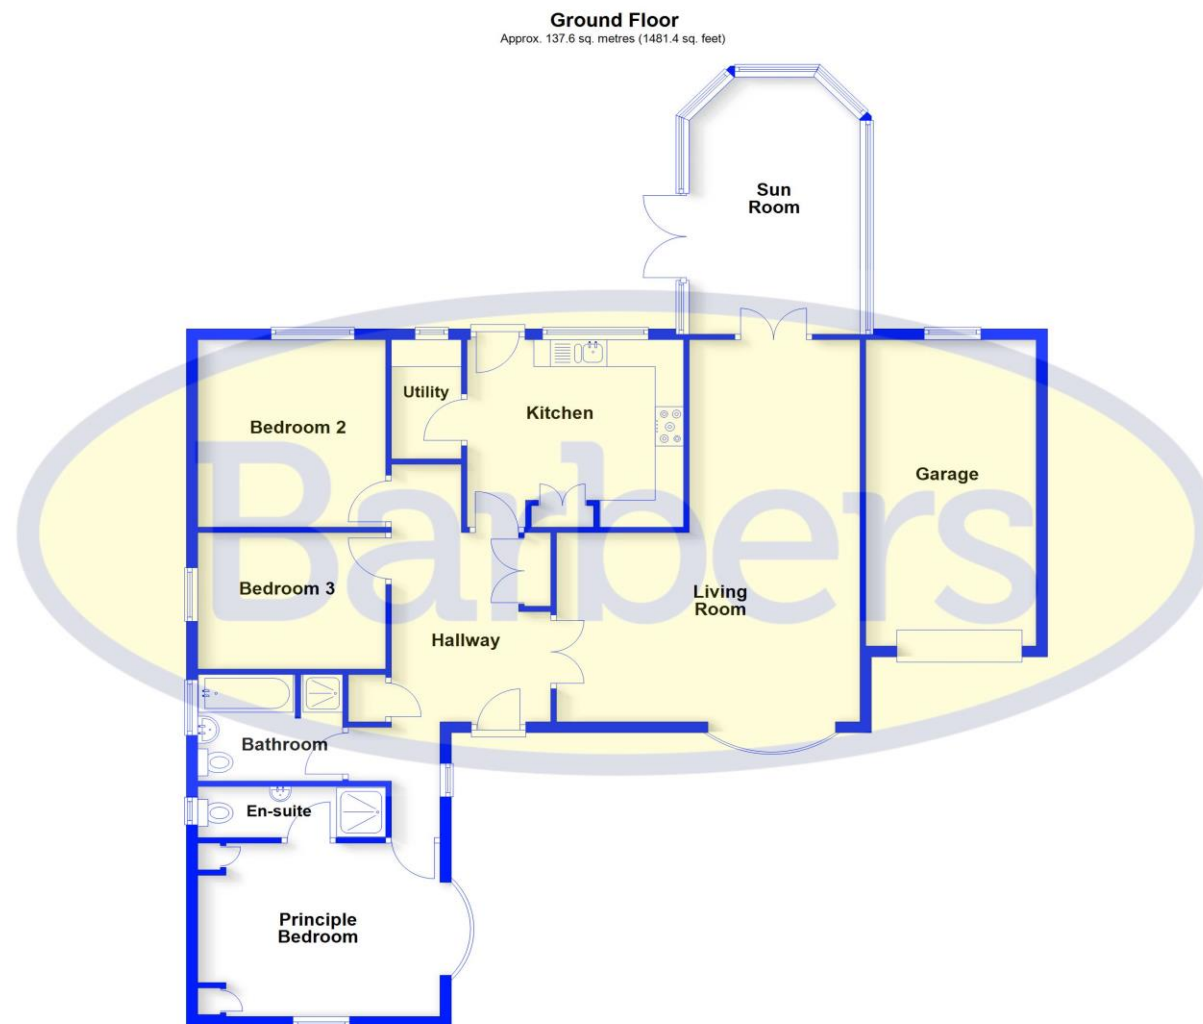 Ground Floor
Approx. 137.6 sq. metres (1481.4 sq. feet)
Sun
Room
Utility
Kitchen
Bedroom 2
Garage
Barbers
Bedroom 3
Living
Room
Hallway
Bathroom
En-suite
Principle
Bedroom